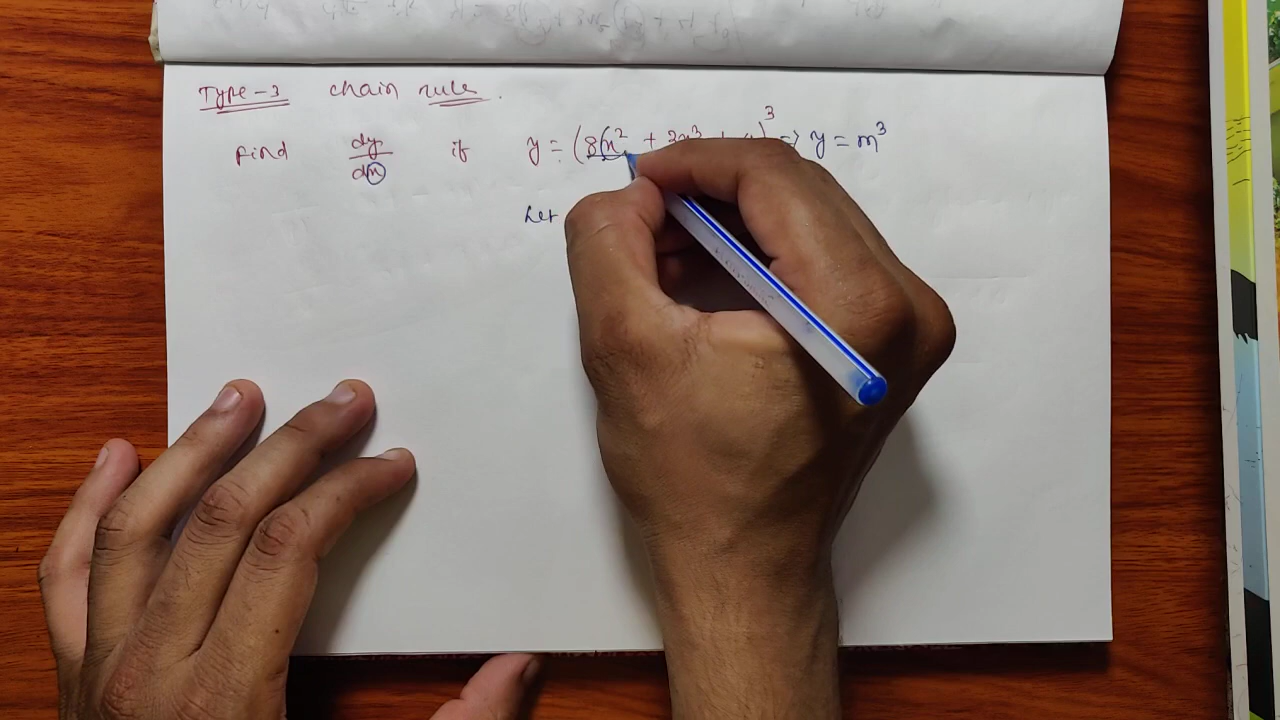 Type-3 chain rule.
Find dy/dx if y = (8x² + 3x³ + )³ => y = m³
Let